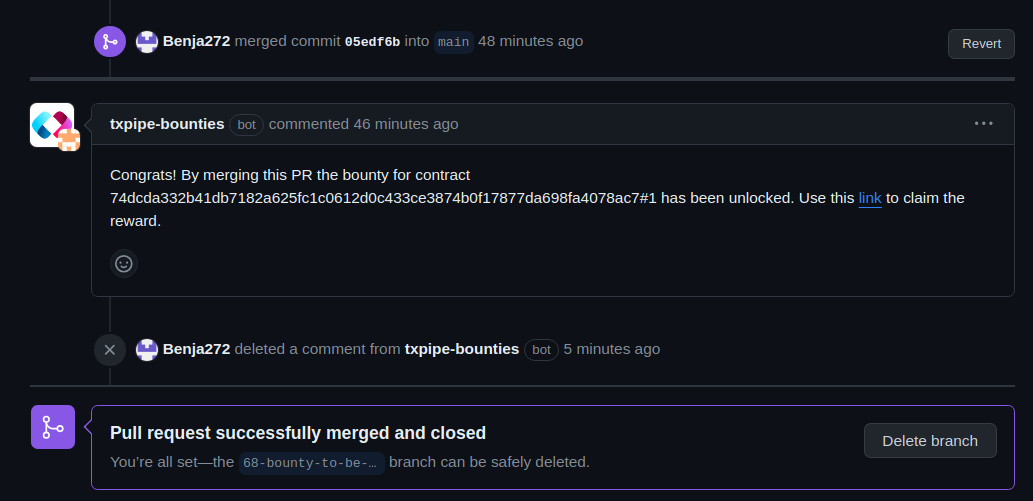 Benja272 merged commit 05edf6b into main 48 minutes ago
Revert
txpipe-bounties bot commented 46 minutes ago
Congrats! By merging this PR the bounty for contract
74dcda332b41db7182a625fc1c0612d0c433ce3874b0f17877da698fa4078ac7#1 has been unlocked. Use this link to claim the
reward.
Benja272 deleted a comment from txpipe-bounties bot 5 minutes ago
Pull request successfully merged and closed
You’re all set—the 68-bounty-to-be-… branch can be safely deleted.
Delete branch